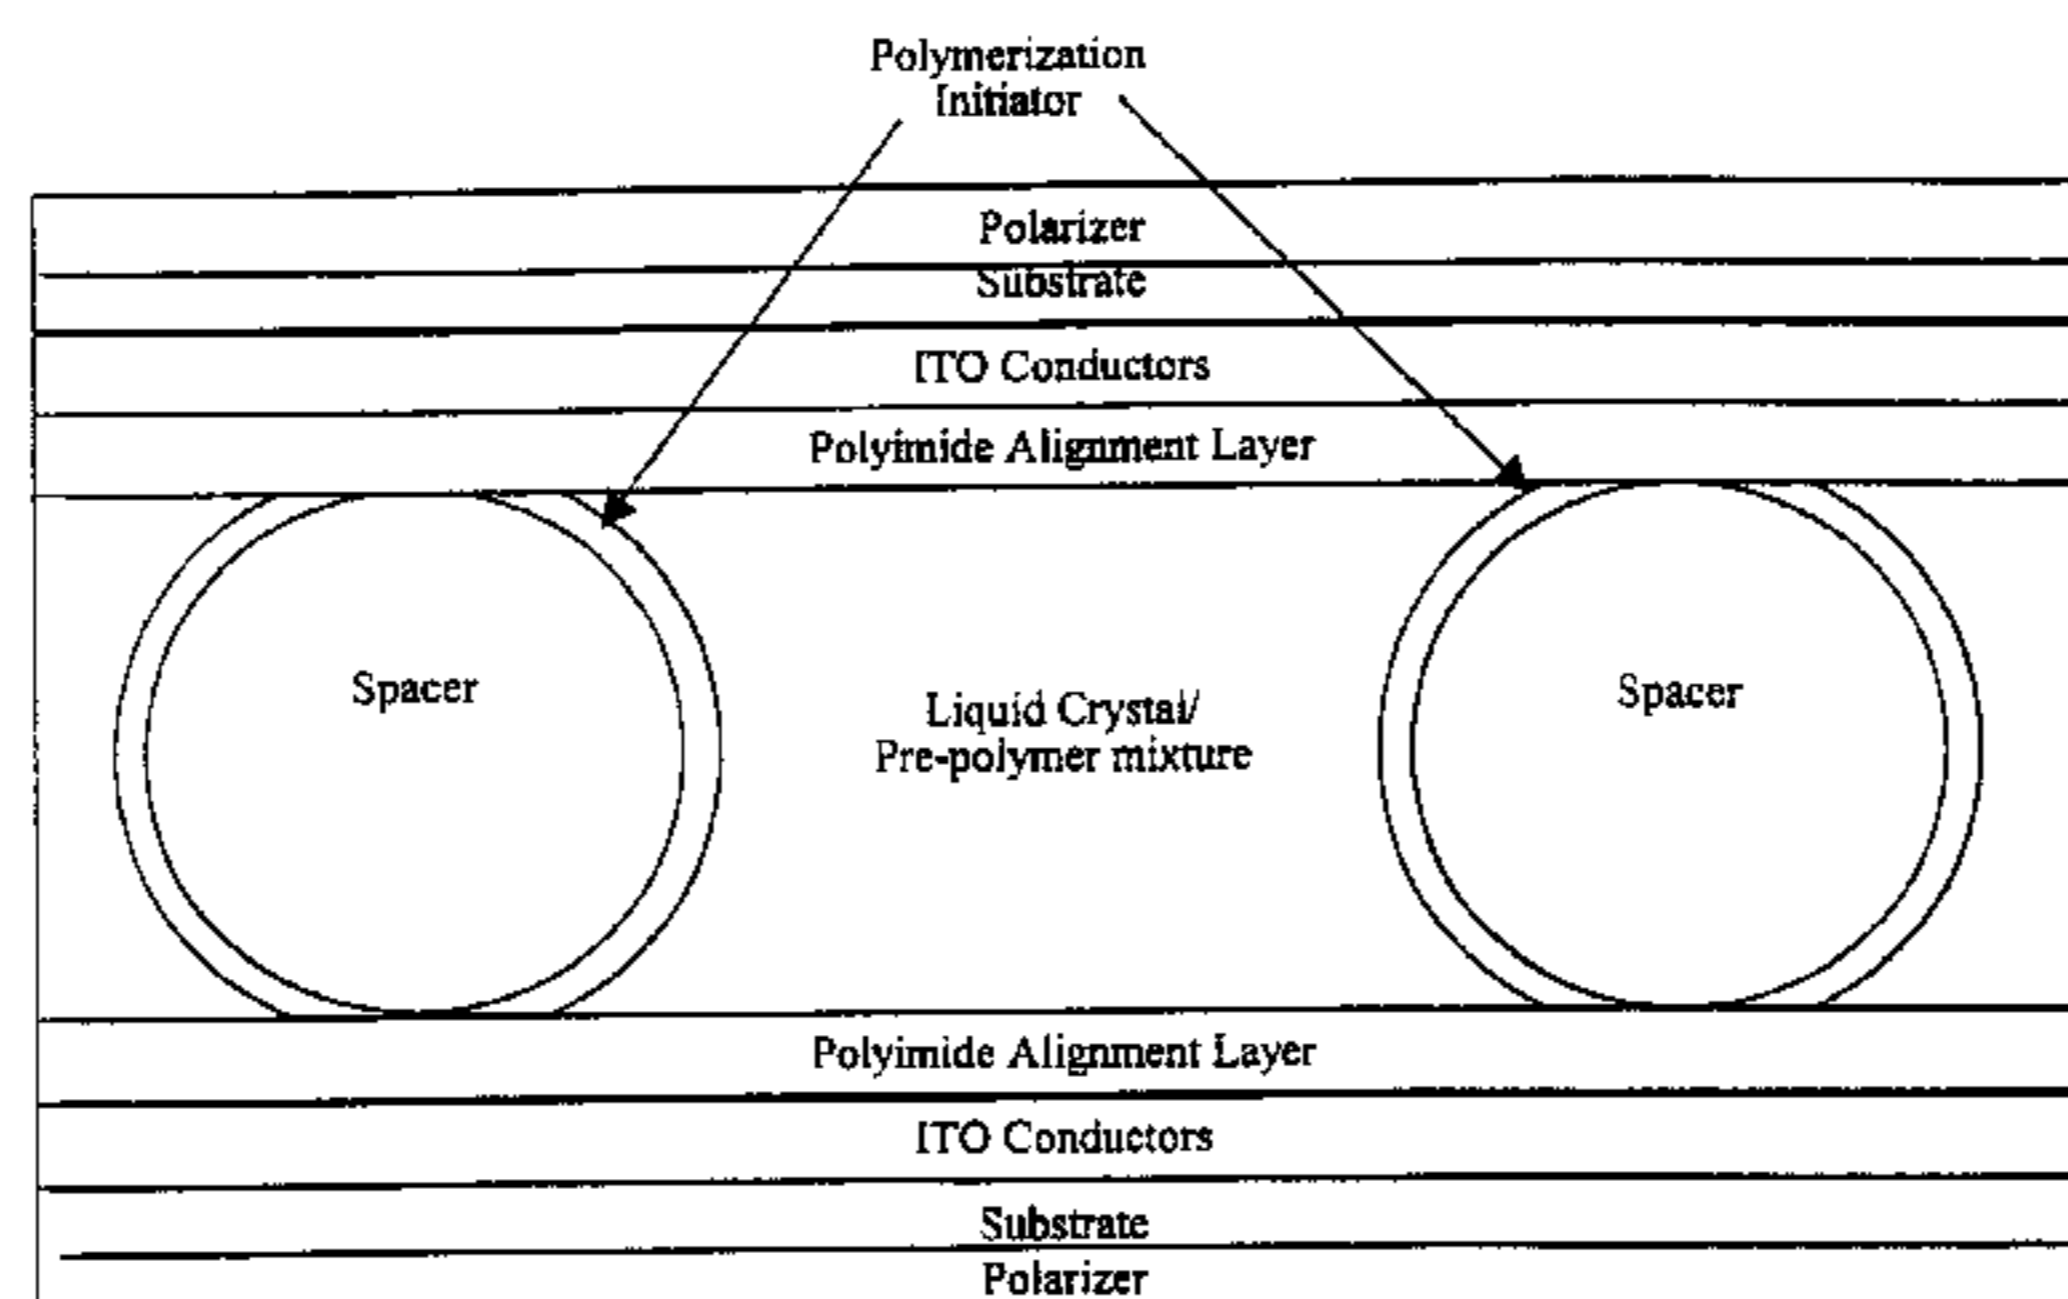 Polymerization
Initiator
Polarizer
Substrate
ITO Conductors
Polyimide Alignment Layer
Spacer
Liquid Crystal/
Pre-polymer mixture
Spacer
Polyimide Alignment Layer
ITO Conductors
Substrate
Polarizer